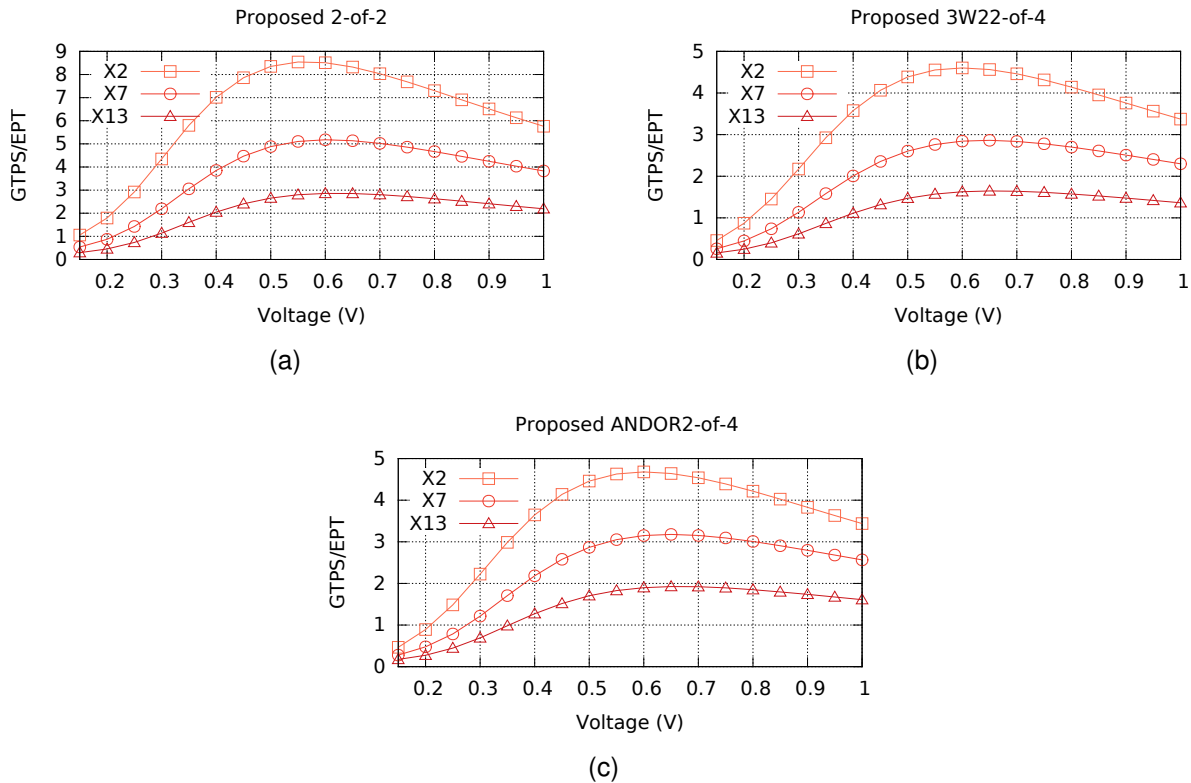 Proposed 2-of-2
GTPS/EPT
9
8
7
6
5
4
3
2
1
0
X2
X7
X13
0.2 0.3 0.4 0.5 0.6 0.7 0.8 0.9 1
Voltage (V)
(a)
Proposed 3W22-of-4
GTPS/EPT
5
4
3
2
1
0
X2
X7
X13
0.2 0.3 0.4 0.5 0.6 0.7 0.8 0.9 1
Voltage (V)
(b)
Proposed ANDOR2-of-4
GTPS/EPT
5
4
3
2
1
0
X2
X7
X13
0.2 0.3 0.4 0.5 0.6 0.7 0.8 0.9 1
Voltage (V)
(c)